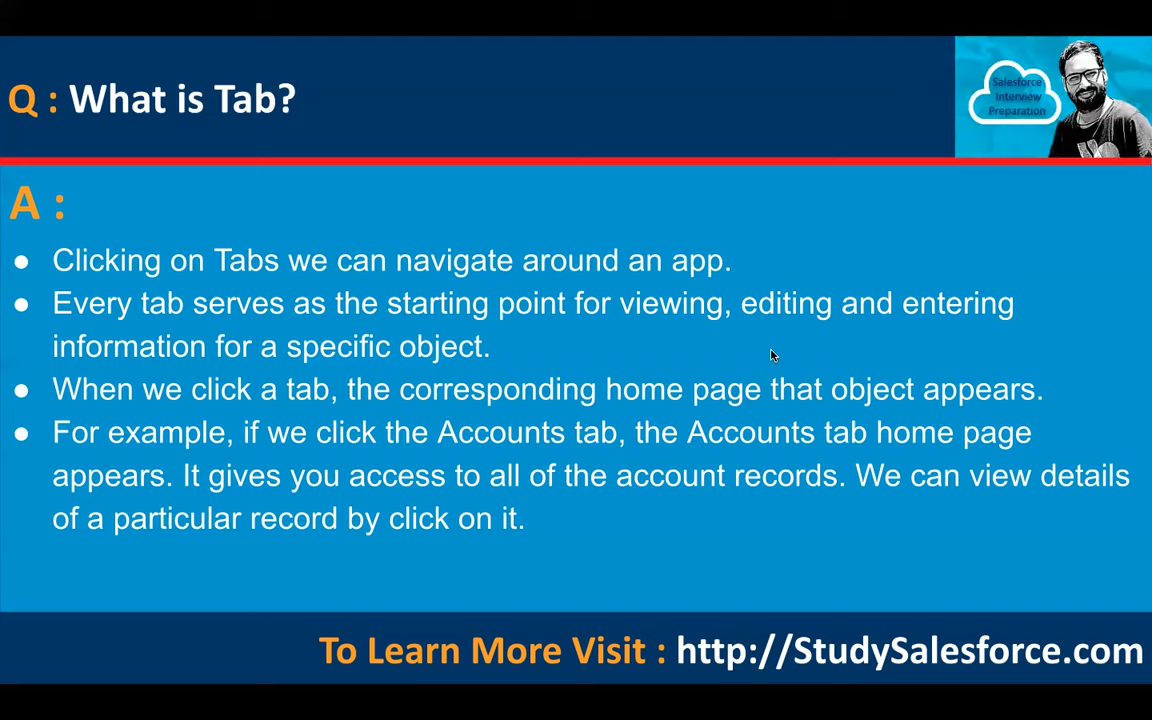 Q : What is Tab?
Salesforce
Interview
Preparation
A :
● Clicking on Tabs we can navigate around an app.
● Every tab serves as the starting point for viewing, editing and entering
information for a specific object.
● When we click a tab, the corresponding home page that object appears.
● For example, if we click the Accounts tab, the Accounts tab home page
appears. It gives you access to all of the account records. We can view details
of a particular record by click on it.
To Learn More Visit : http://StudySalesforce.com